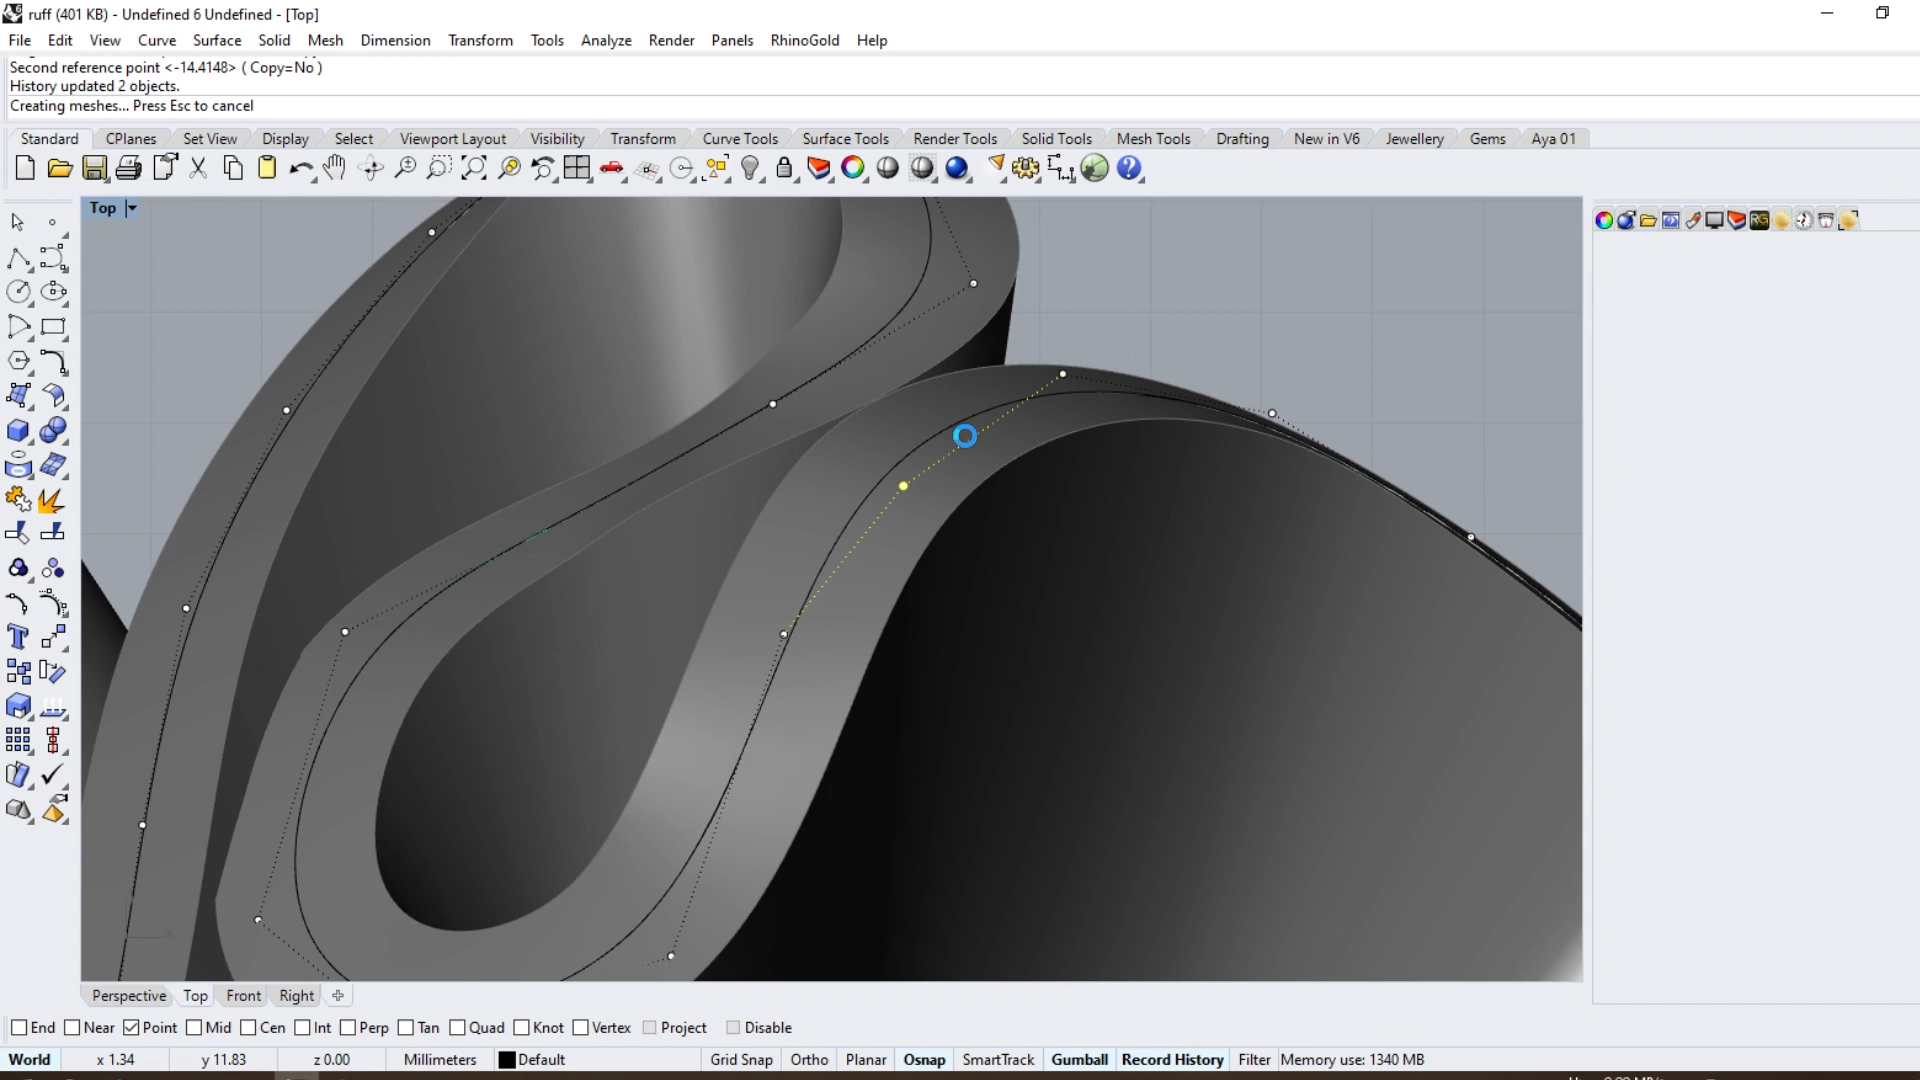 ruff (401 KB) - Undefined 6 Undefined - [Top]
File Edit View Curve Surface Solid Mesh Dimension Transform Tools Analyze Render Panels RhinoGold Help
Second reference point <-14.4148> ( Copy=No )
History updated 2 objects.
Creating meshes... Press Esc to cancel
Standard CPlanes Set View Display Select Viewport Layout Visibility Transform Curve Tools Surface Tools Render Tools Solid Tools Mesh Tools Drafting New in V6 Jewellery Gems Aya 01
Top
RG
Perspective Top Front Right
End Near Point Mid Cen Int Perp Tan Quad Knot Vertex Project Disable
World x 1.34 y 11.83 z 0.00 Millimeters Default Grid Snap Ortho Planar Osnap SmartTrack Gumball Record History Filter Memory use: 1340 MB